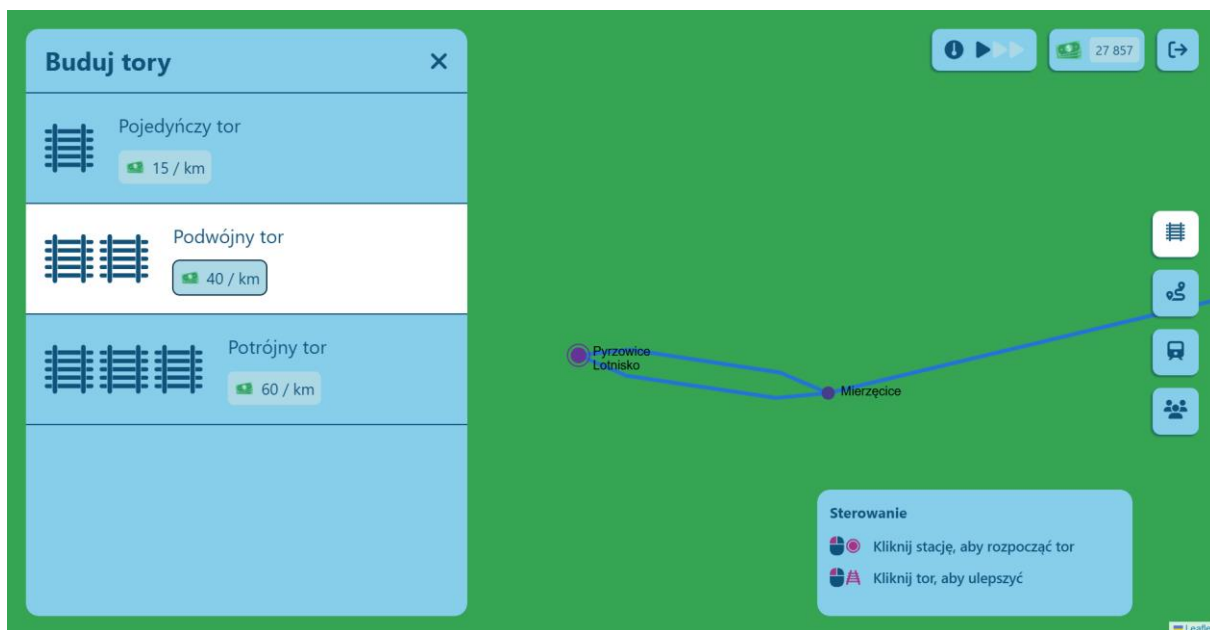 Buduj tory
27 857
Pojedyńczy tor
15 / km
Podwójny tor
40 / km
Potrójny tor
60 / km
Pyrzowice
Lotnisko
Mierzęcice
Sterowanie
Kliknij stację, aby rozpocząć tor
Kliknij tor, aby ulepszyć